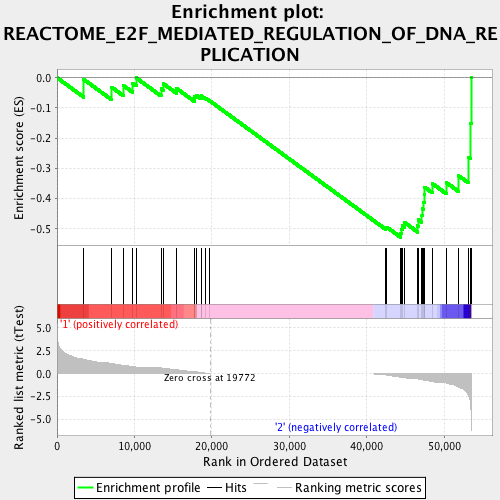 Enrichment plot:
REACTOME_E2F_MEDIATED_REGULATION_OF_DNA_RE
PLICATION
Enrichment score (ES)
0.0
-0.1
-0.2
-0.3
-0.4
-0.5
Ranked list metric (tTest)
5.0
2.5
0.0
-2.5
-5.0
'1' (positively correlated)
Zero cross at 19772
'2' (negatively correlated)
0
10,000
20,000
30,000
40,000
50,000
Rank in Ordered Dataset
Enrichment profile
Hits
Ranking metric scores